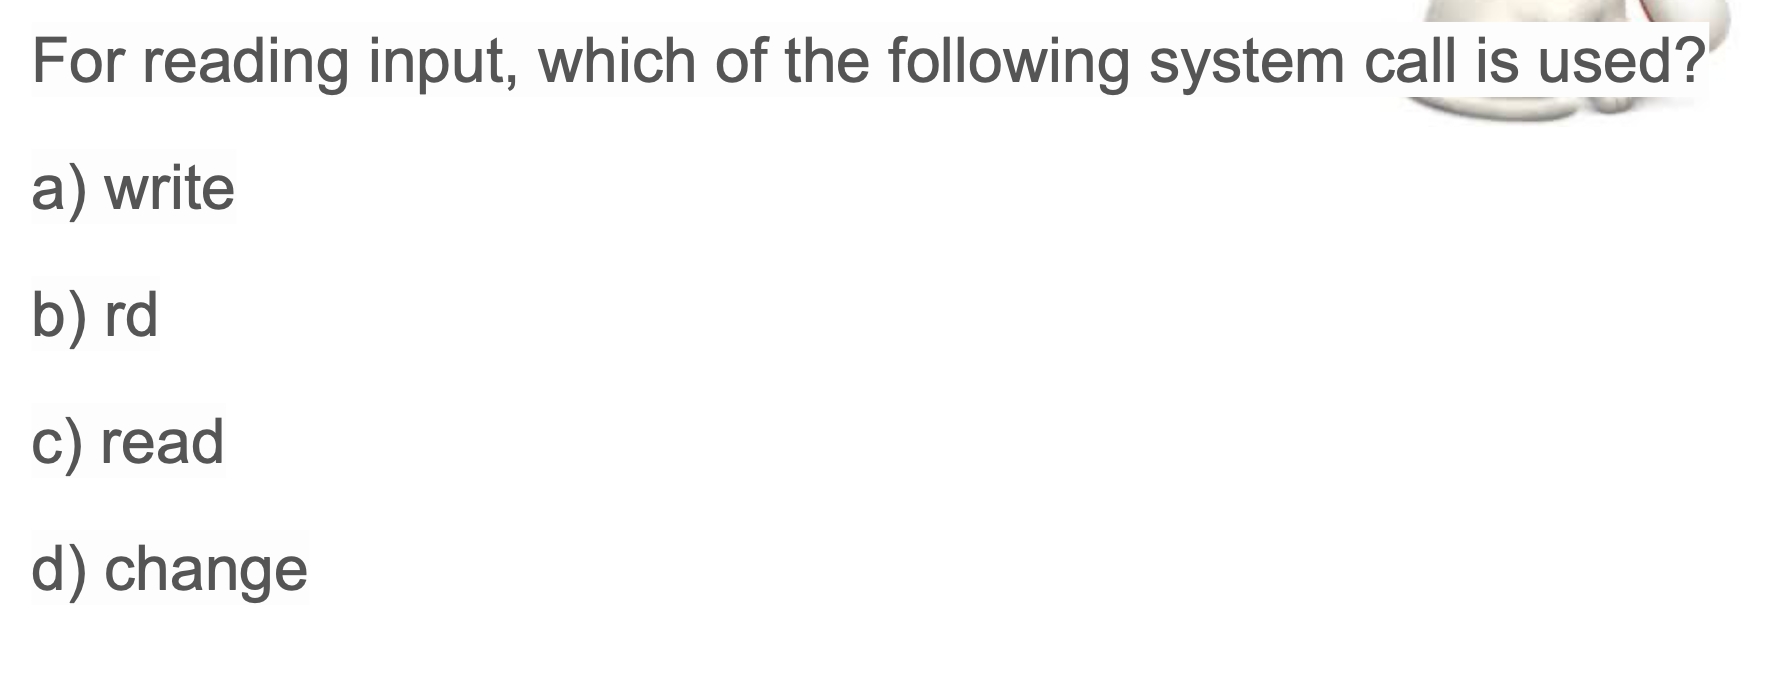 For reading input, which of the following system call is used?
a) write
b) rd
c) read
d) change